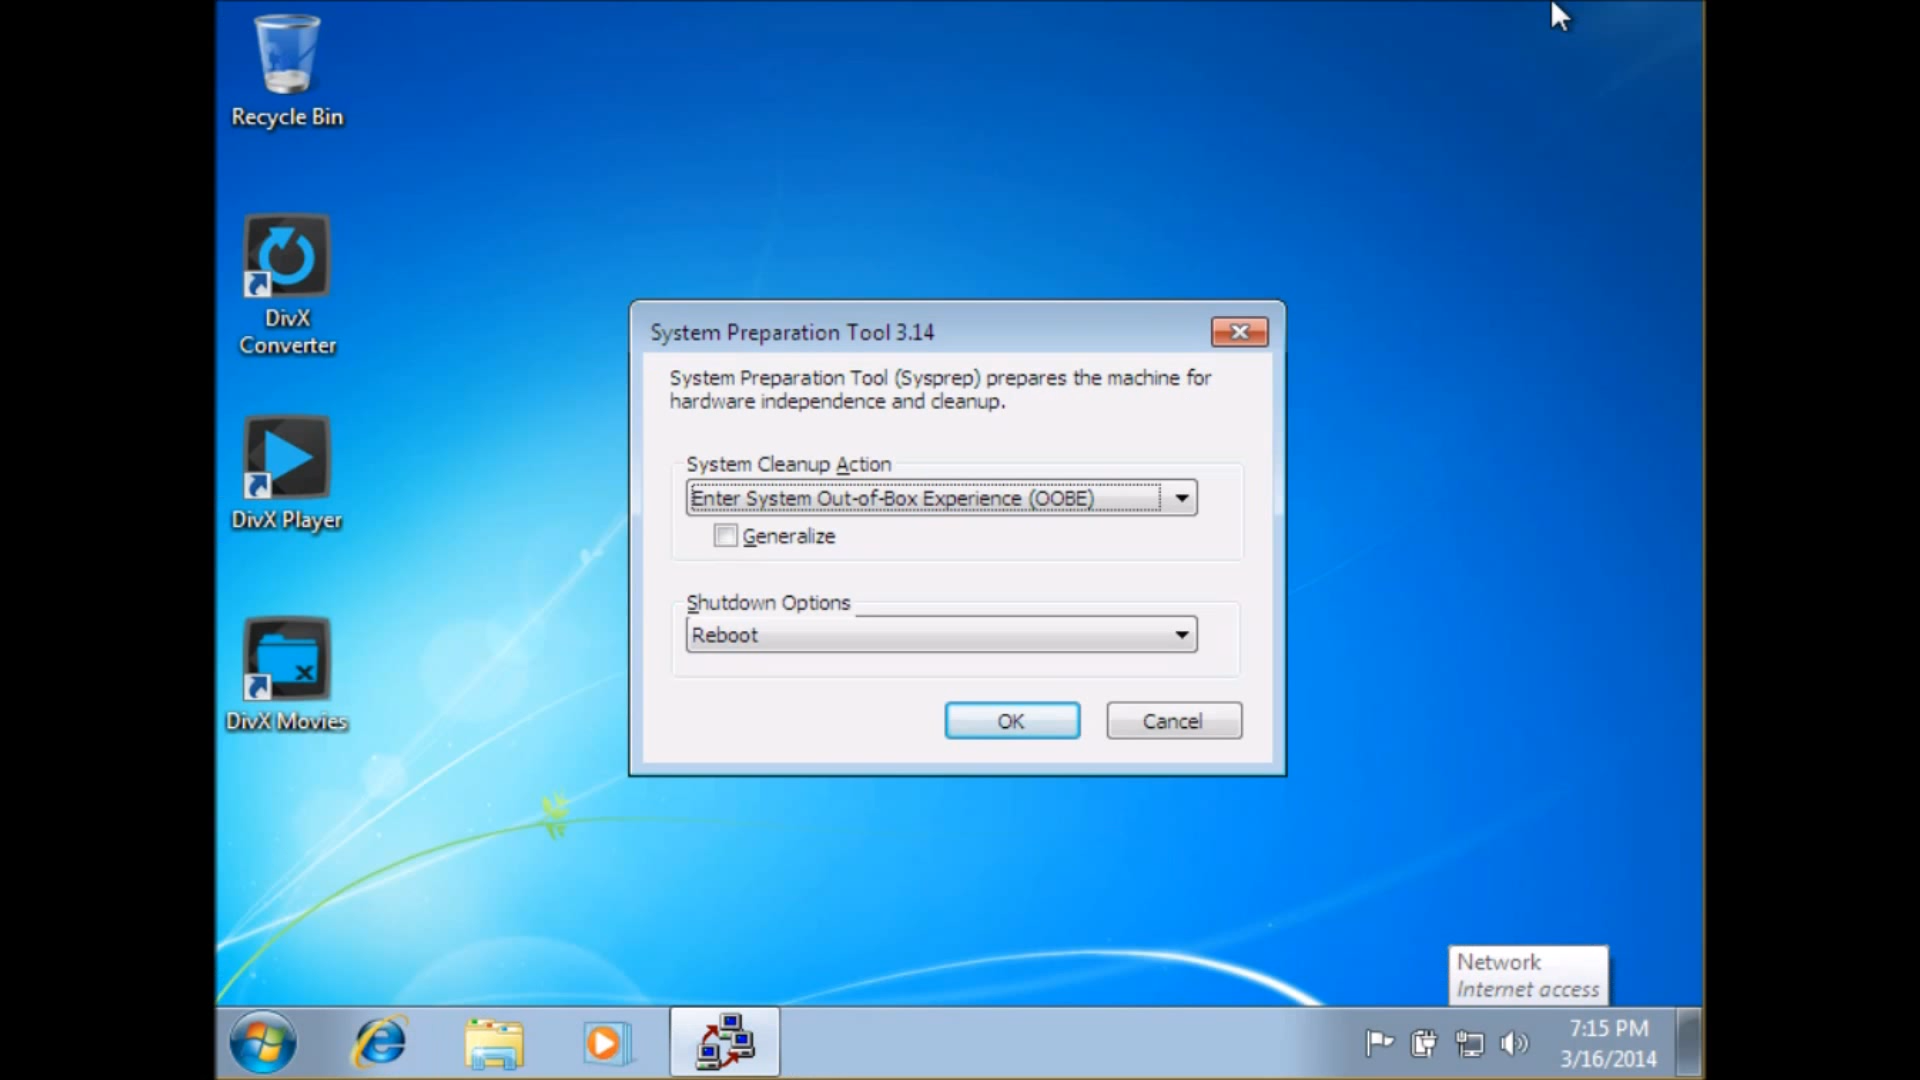 Recycle Bin
DivX
Converter
DivX Player
DivX Movies
System Preparation Tool 3.14
System Preparation Tool (Sysprep) prepares the machine for
hardware independence and cleanup.
System Cleanup Action
Enter System Out-of-Box Experience (OOBE)
Generalize
Shutdown Options
Reboot
OK
Cancel
Network
Internet access
7:15 PM
3/16/2014